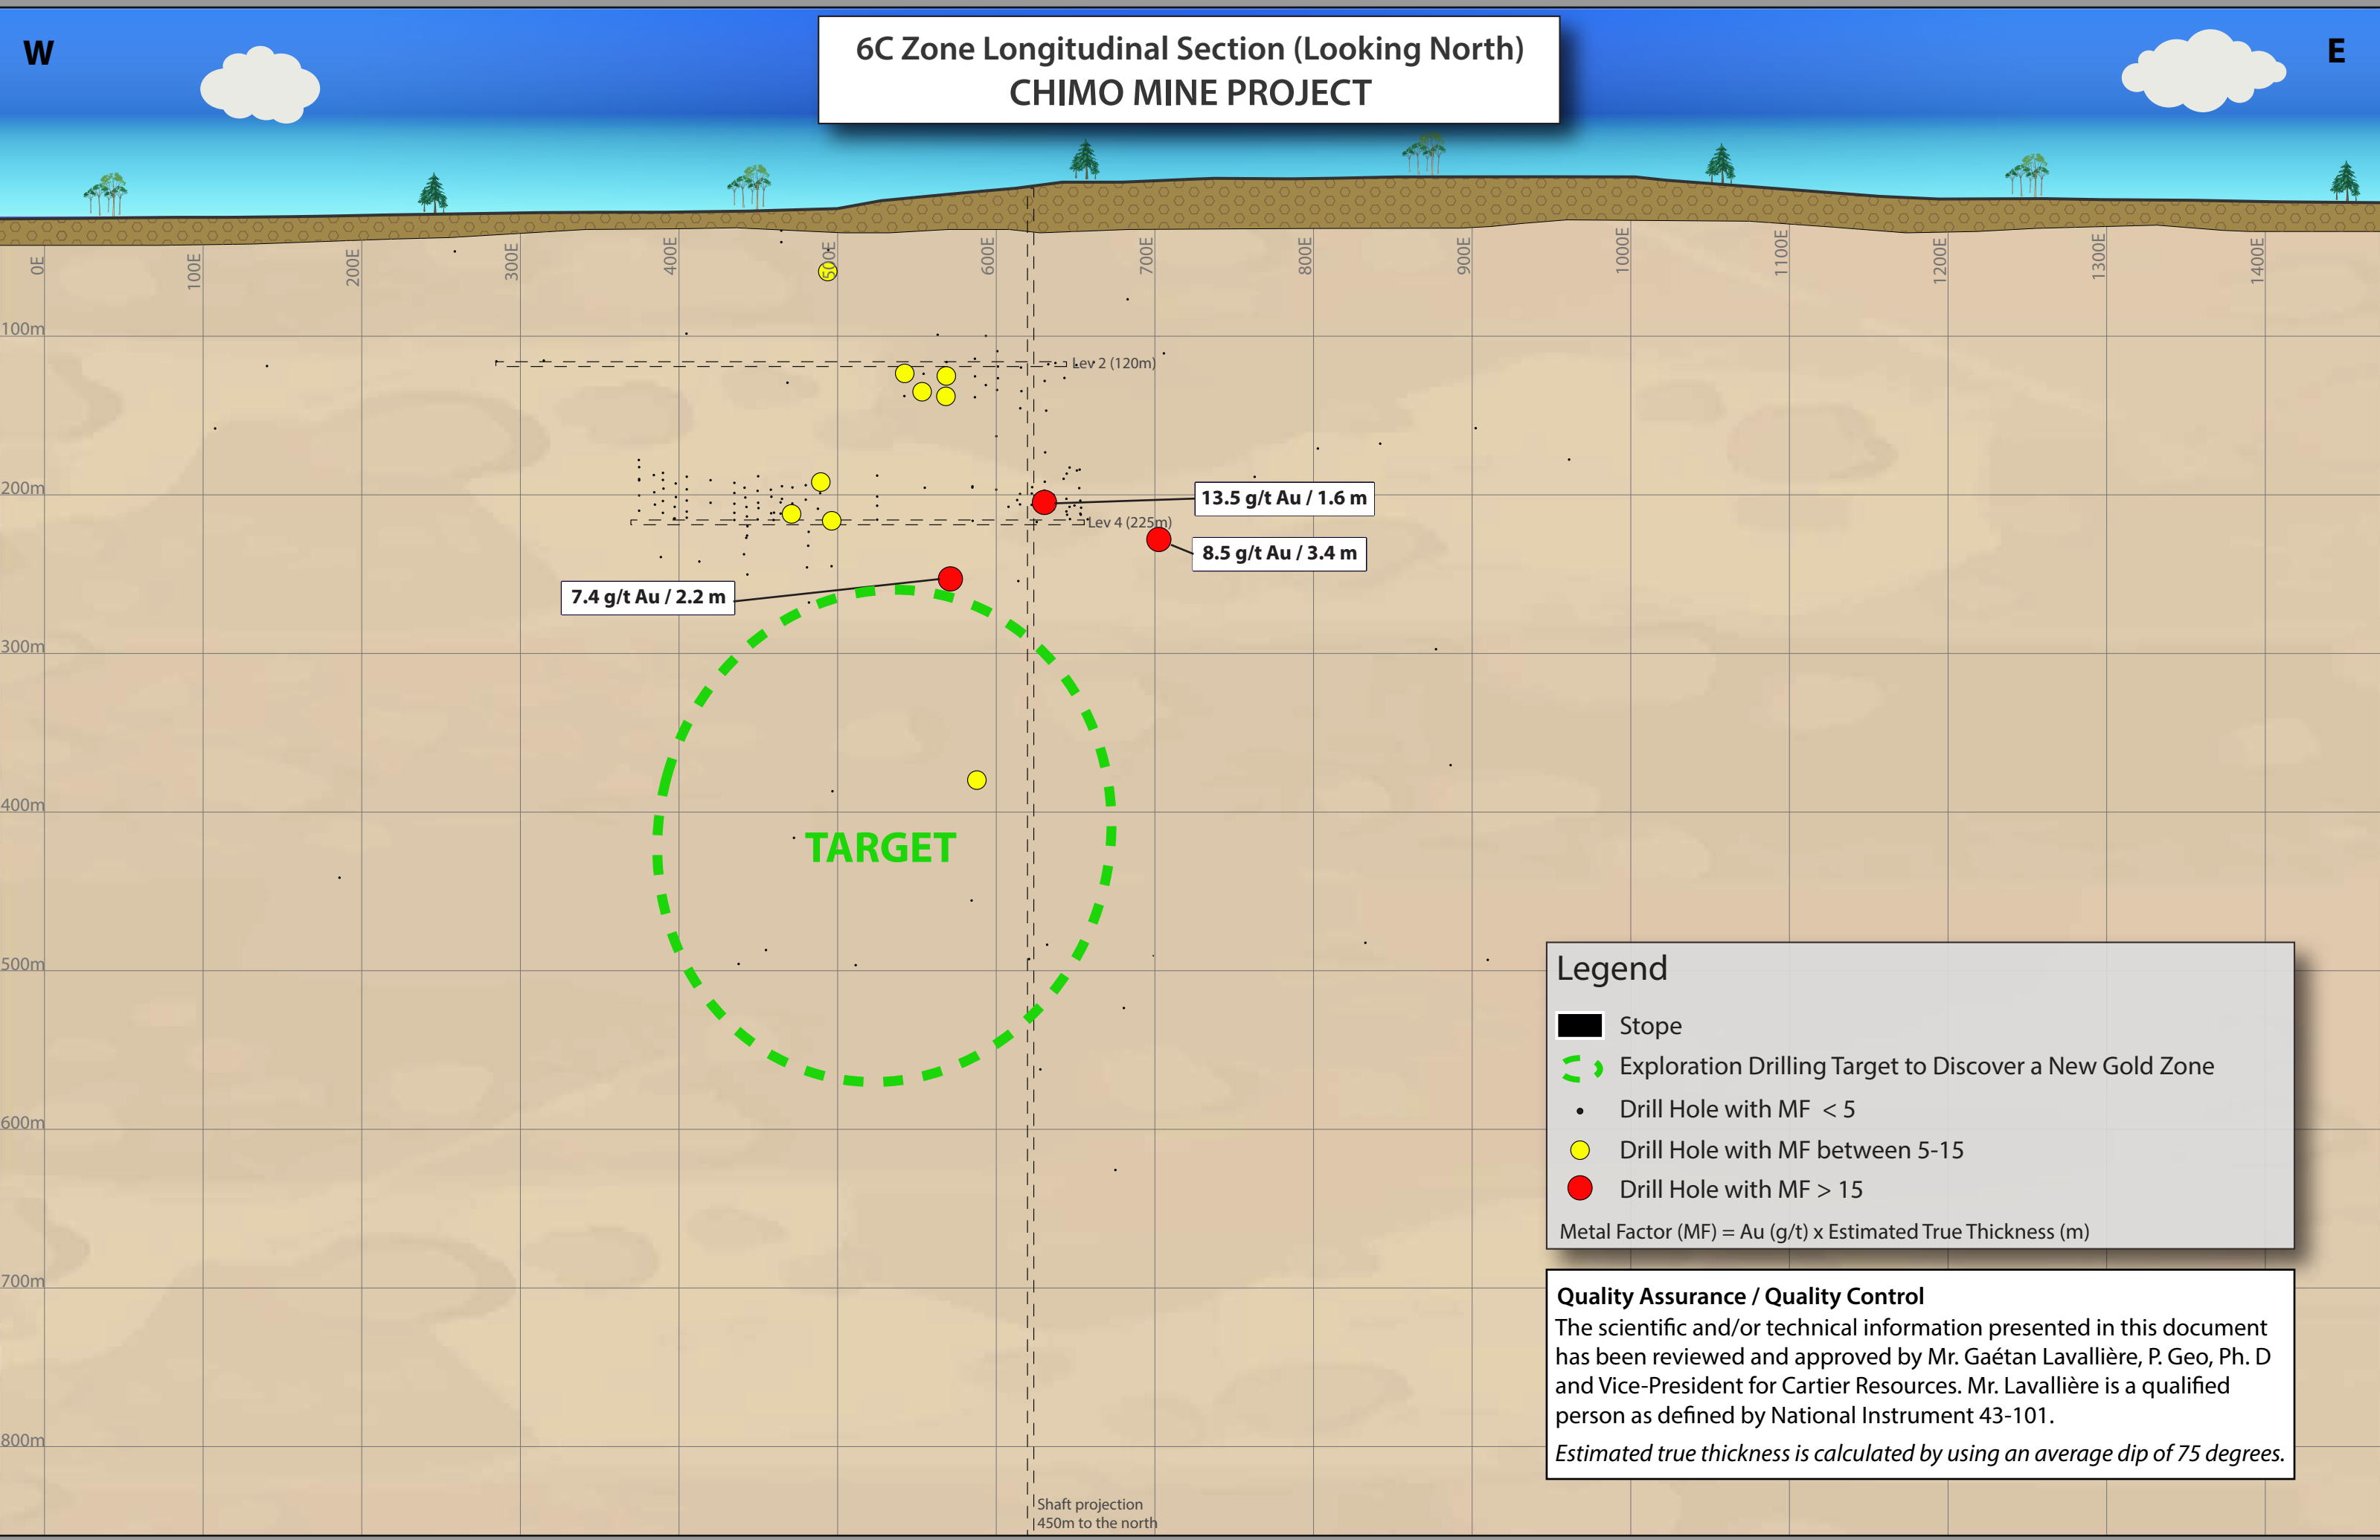 W
6C Zone Longitudinal Section (Looking North)
E
CHIMO MINE PROJECT
0E
100E
200E
300E
400E
500E
600E
700E
800E
900E
1000E
1100E
1200E
1300E
1400E
100m
Lev 2 (120m)
200m
13.5 g/t Au / 1.6 m
Lev 4 (225m)
8.5 g/t Au / 3.4 m
7.4 g/t Au / 2.2 m
300m
400m
TARGET
500m
600m
700m
800m
Legend
Stope
Exploration Drilling Target to Discover a New Gold Zone
Drill Hole with MF < 5
Drill Hole with MF between 5-15
Drill Hole with MF > 15
Metal Factor (MF) = Au (g/t) x Estimated True Thickness (m)
Quality Assurance / Quality Control
The scientific and/or technical information presented in this document
has been reviewed and approved by Mr. Gaétan Lavallière, P. Geo, Ph. D
and Vice-President for Cartier Resources. Mr. Lavallière is a qualified
person as defined by National Instrument 43-101.
Estimated true thickness is calculated by using an average dip of 75 degrees.
Shaft projection
450m to the north